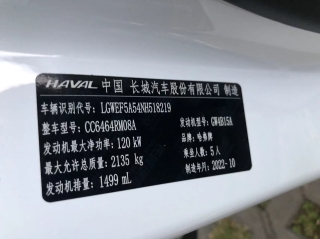 HAVAL 中国 长城汽车股份有限公司 制造
车辆识别代号: LGWEF5A54NH518219
整车型号: CC6464RM08A 发动机型号: GW4B15A
发动机最大净功率: 120 kW 品牌: 哈弗牌
最大允许总质量: 2135 kg 乘坐人数: 5 人
发动机排量: 1499 mL 制造年月: 2022-10